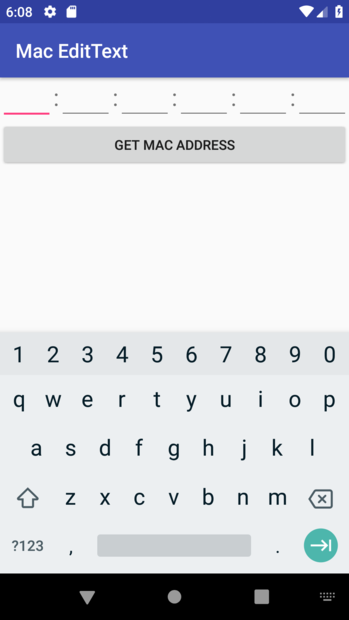 6:08
Mac EditText
: : : : :
GET MAC ADDRESS
1 2 3 4 5 6 7 8 9 0
q w e r t y u i o p
a s d f g h j k l
z x c v b n m
?123 , .